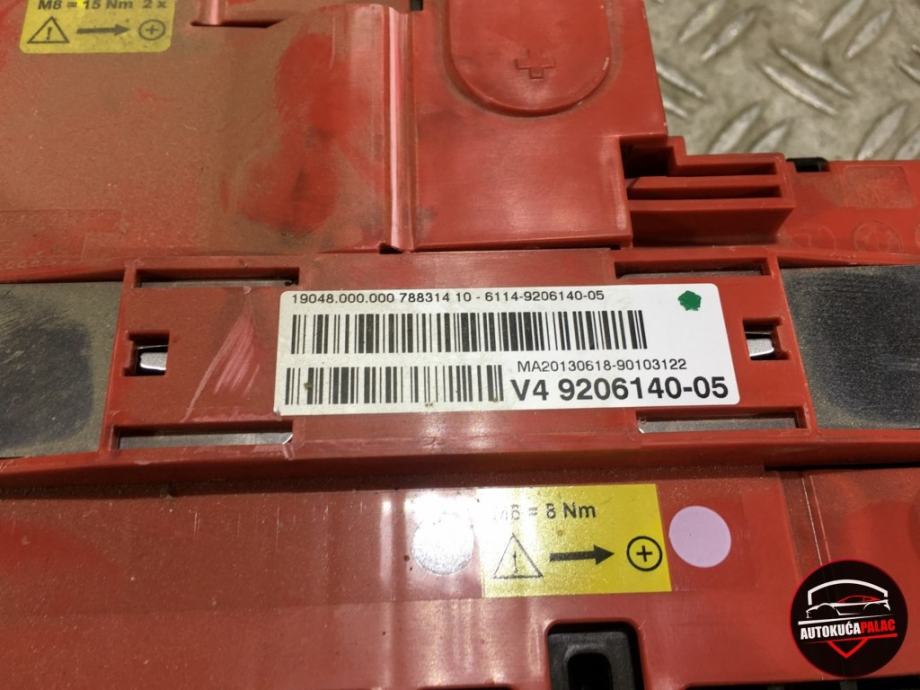 M8 = 15 Nm 2 x
19048.000.000 788314 10 - 6114-9206140-05
MA20130618-90103122
V4 9206140-05
M8 = 8 Nm
AUTOKUĆAPALAC